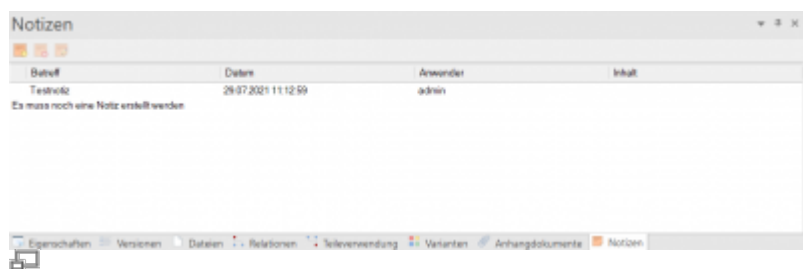 Notizen
Betreff Datum Anwender Inhalt
Testnotiz 29.07.2021 11:12:59 admin
Es muss noch eine Notiz erstellt werden
Eigenschaften Versionen Dateien Relationen Teileverwendung Varianten Anhangdokumente Notizen